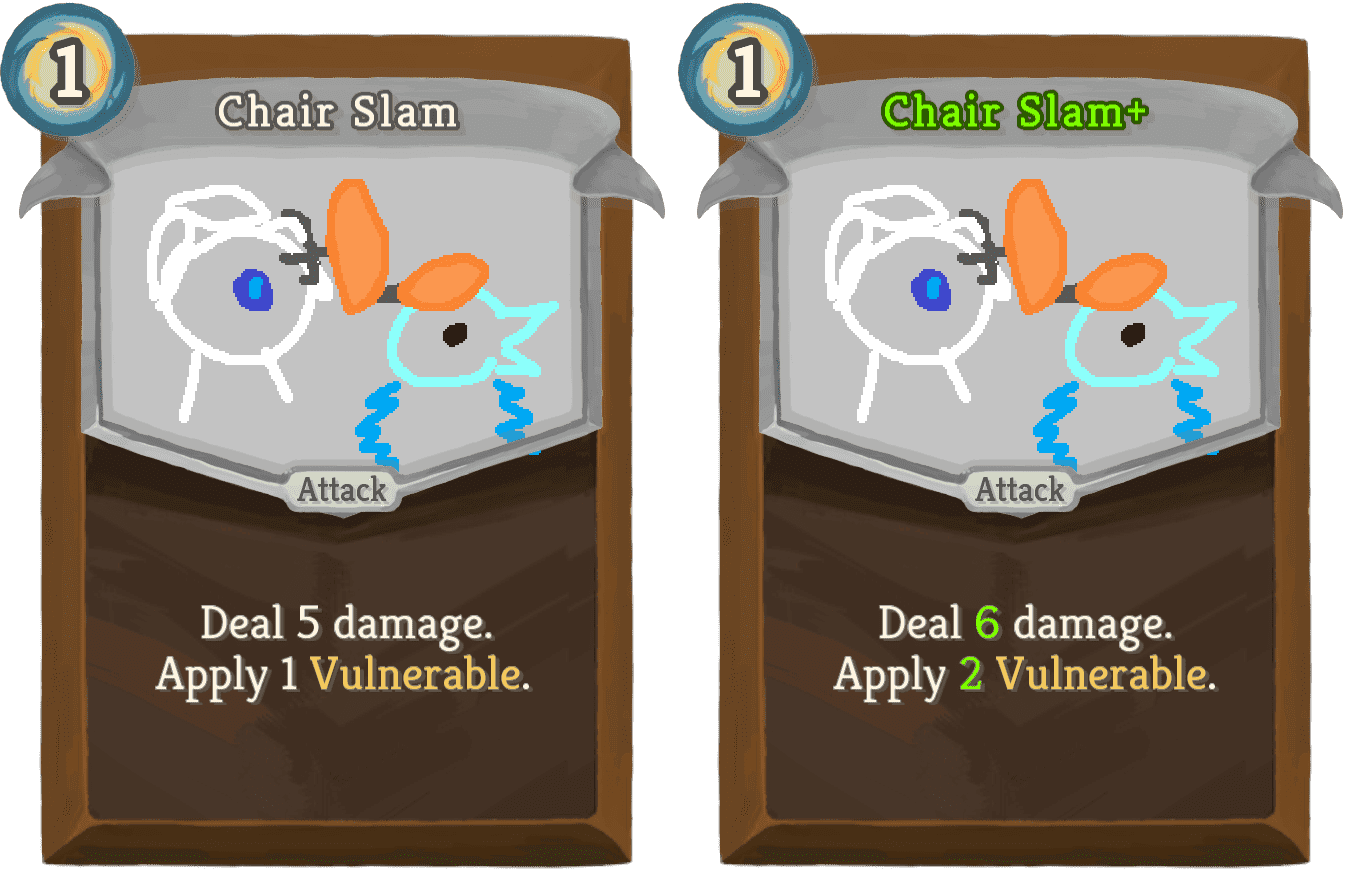 1
Chair Slam
Attack
Deal 5 damage.
Apply 1 Vulnerable.
1
Chair Slam+
Attack
Deal 6 damage.
Apply 2 Vulnerable.